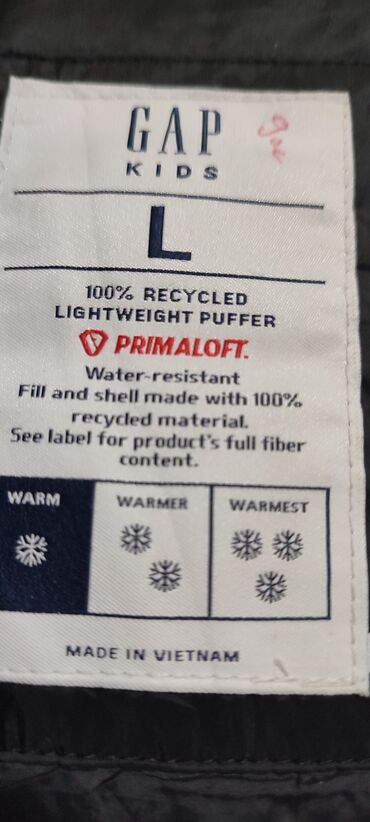 GAP
KIDS
L
100% RECYCLED
LIGHTWEIGHT PUFFER
PRIMALOFT.
Water-resistant
Fill and shell made with 100%
recycled material.
See label for product's full fiber
content.
WARM WARMER WARMEST
MADE IN VIETNAM